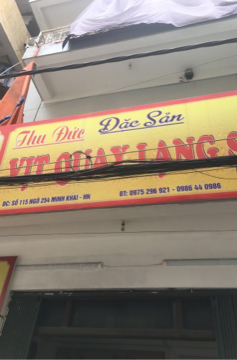 Thu Đức Đặc Sản
VỊT QUAY LẠNG S
ĐC: SỐ 115 NGÕ 254 MINH KHAI - HN ĐT: 0975 296 921 - 0986 44 0986